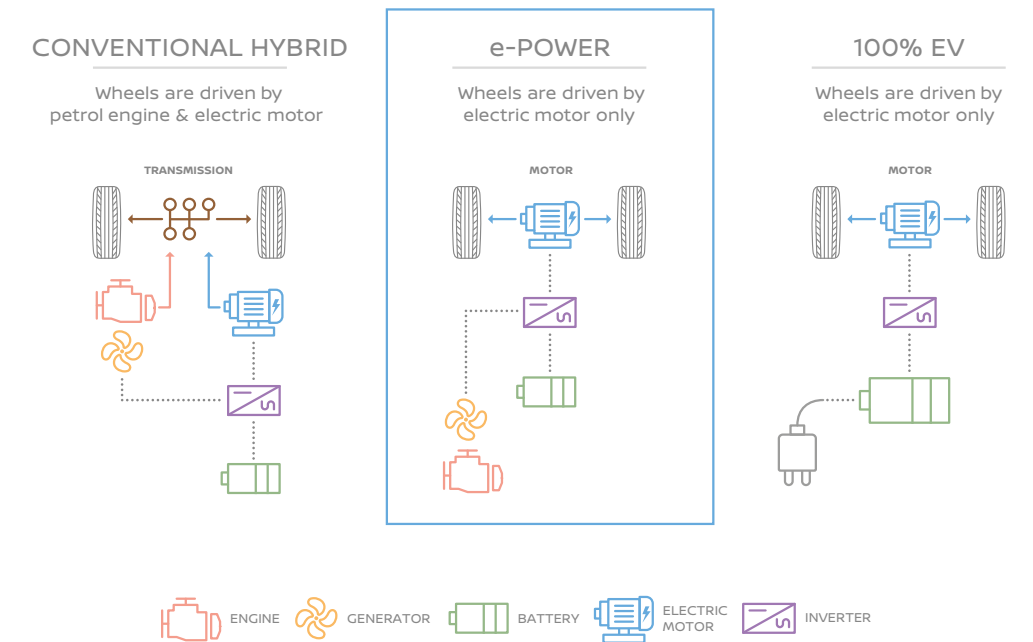 CONVENTIONAL HYBRID
Wheels are driven by
petrol engine & electric motor
TRANSMISSION
e-POWER
Wheels are driven by
electric motor only
MOTOR
100% EV
Wheels are driven by
electric motor only
MOTOR
ENGINE
GENERATOR
BATTERY
ELECTRIC
MOTOR
INVERTER